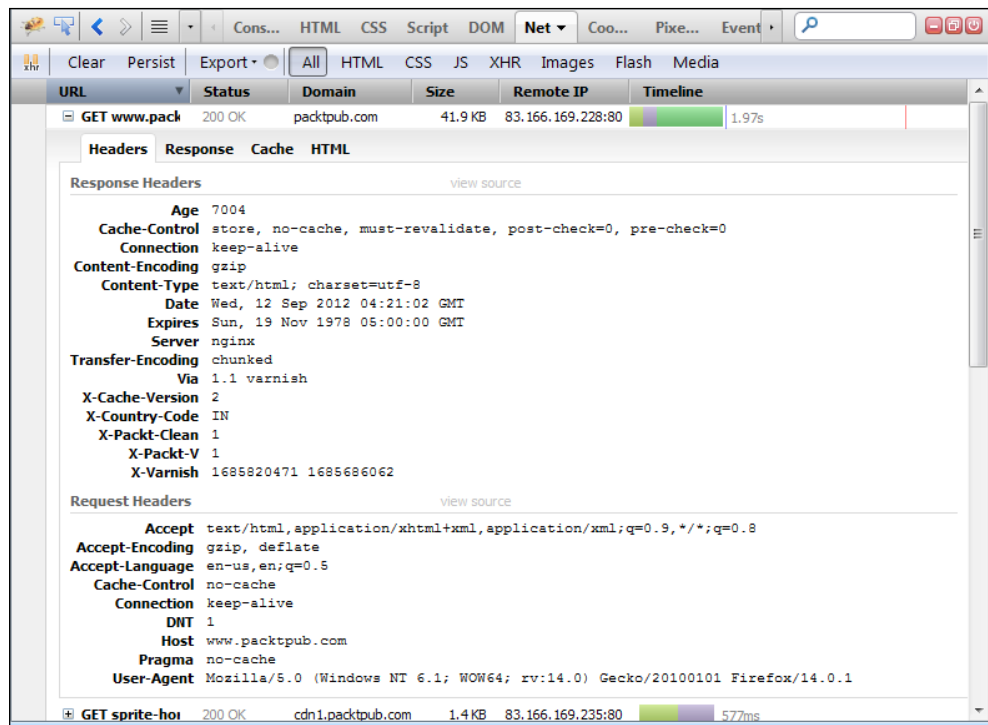 Cons... HTML CSS Script DOM Net Coo... Pixe... Event
xhr Clear Persist Export All HTML CSS JS XHR Images Flash Media
URL Status Domain Size Remote IP Timeline
GET www.pack 200 OK packtpub.com 41.9 KB 83.166.169.228:80 1.97s
Headers Response Cache HTML
Response Headers view source
Age 7004
Cache-Control store, no-cache, must-revalidate, post-check=0, pre-check=0
Connection keep-alive
Content-Encoding gzip
Content-Type text/html; charset=utf-8
Date Wed, 12 Sep 2012 04:21:02 GMT
Expires Sun, 19 Nov 1978 05:00:00 GMT
Server nginx
Transfer-Encoding chunked
Via 1.1 varnish
X-Cache-Version 2
X-Country-Code IN
X-Packt-Clean 1
X-Packt-V 1
X-Varnish 1685820471 1685686062
Request Headers view source
Accept text/html,application/xhtml+xml,application/xml;q=0.9,*/*;q=0.8
Accept-Encoding gzip, deflate
Accept-Language en-us,en;q=0.5
Cache-Control no-cache
Connection keep-alive
DNT 1
Host www.packtpub.com
Pragma no-cache
User-Agent Mozilla/5.0 (Windows NT 6.1; WOW64; rv:14.0) Gecko/20100101 Firefox/14.0.1
GET sprite-hor 200 OK cdn1.packtpub.com 1.4 KB 83.166.169.235:80 577ms